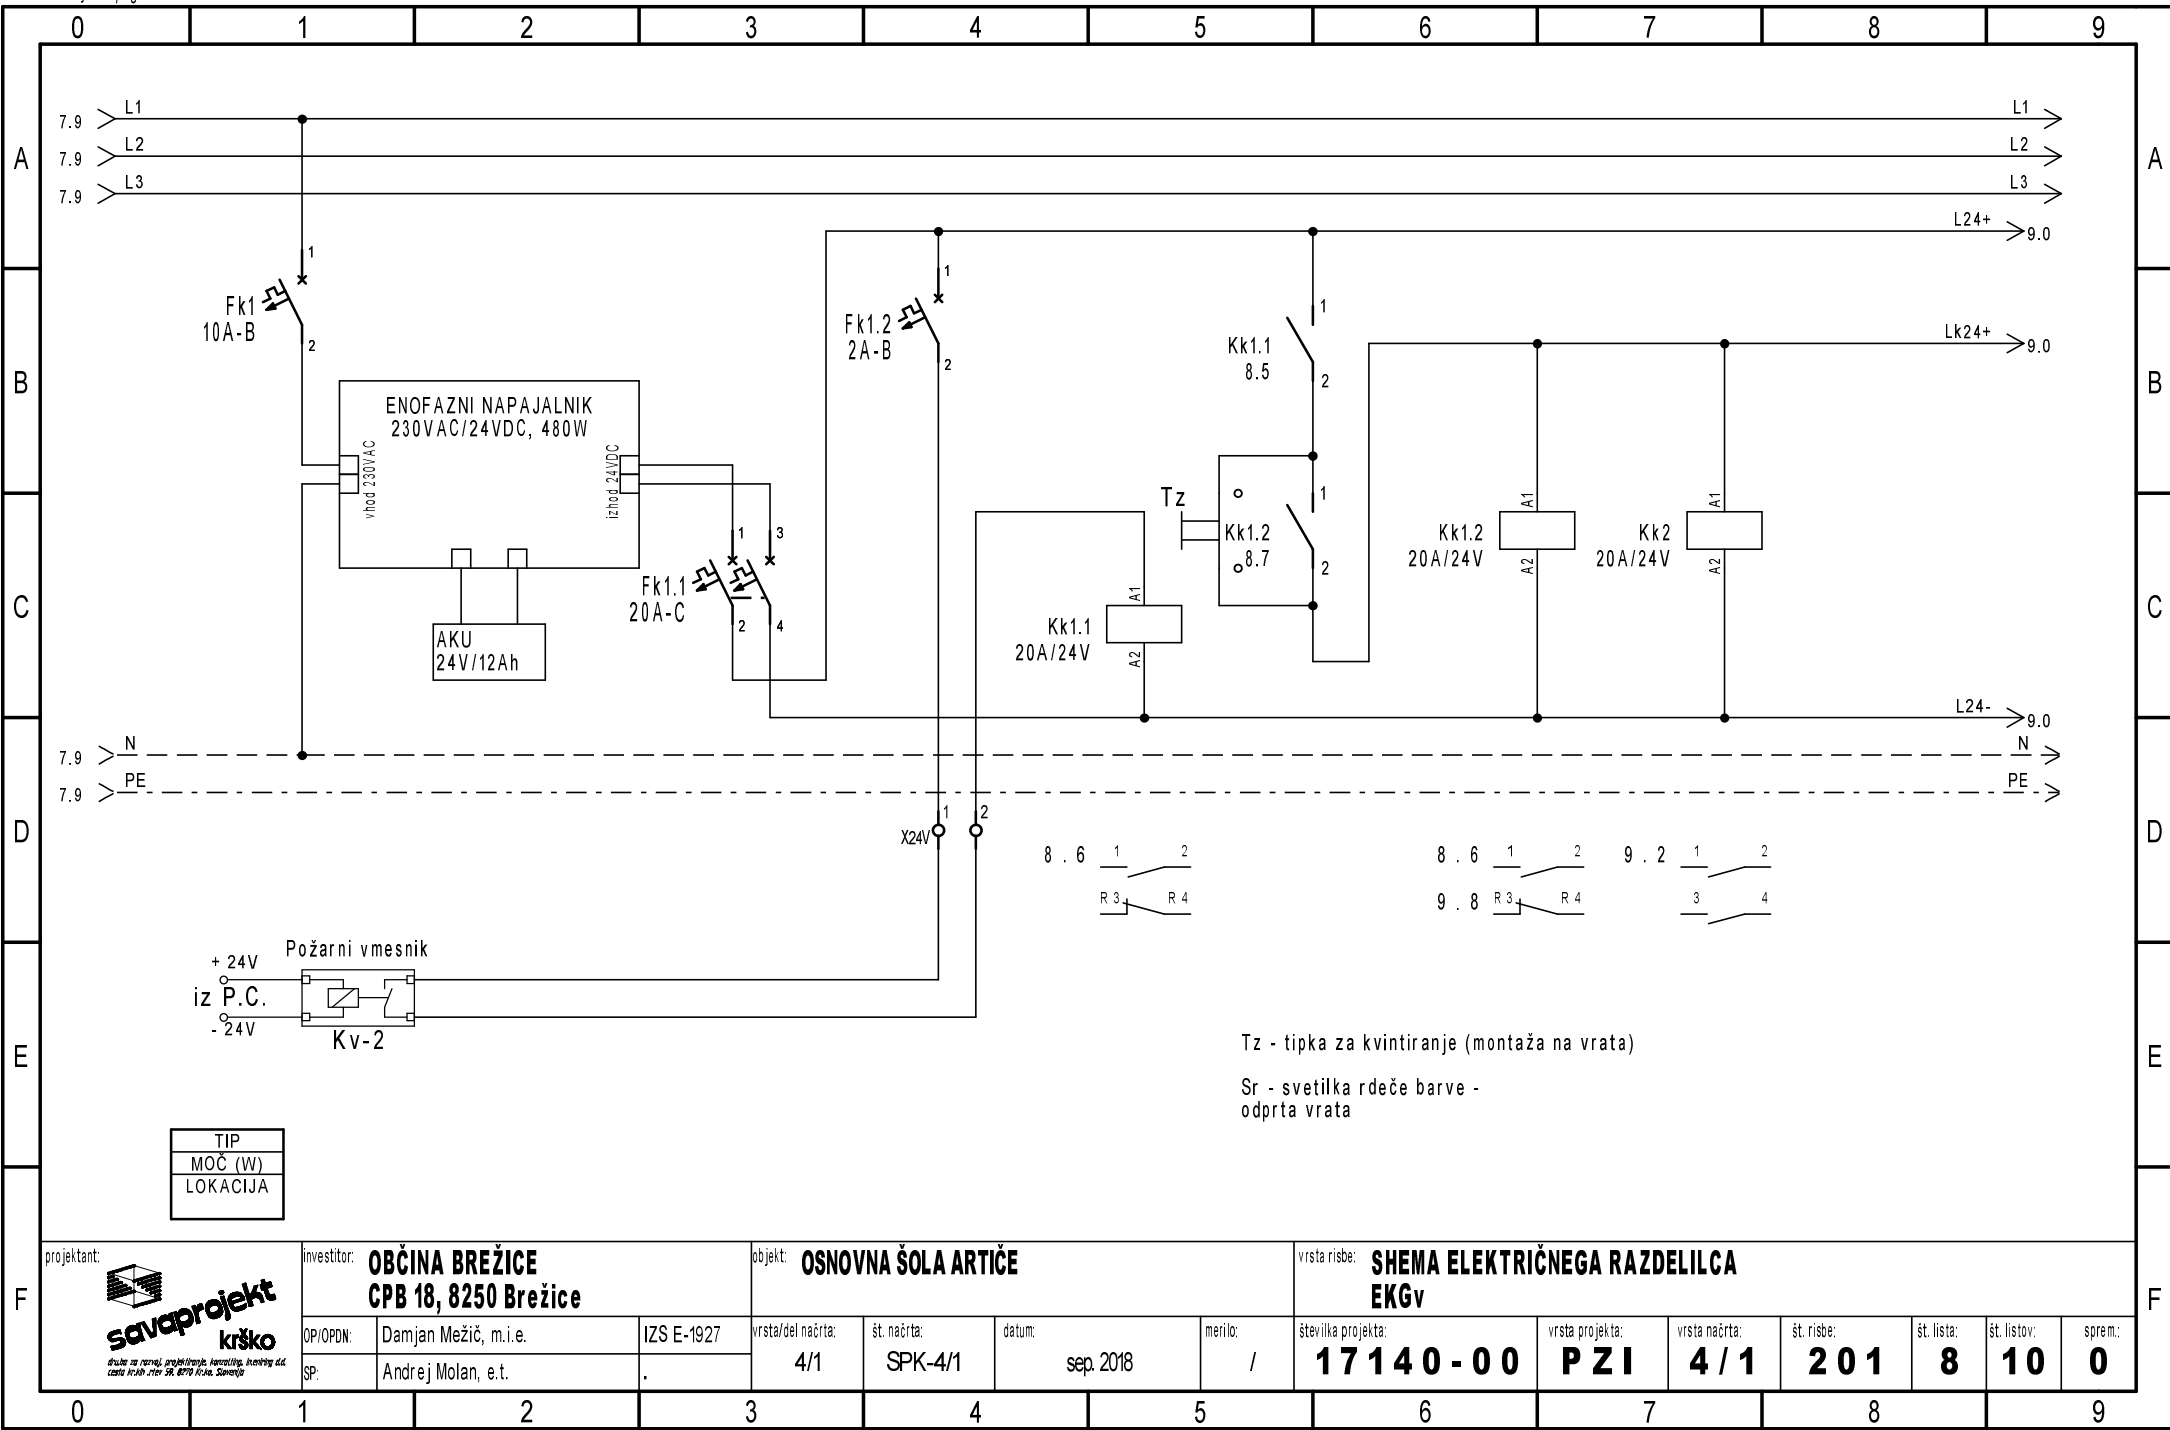 0 1 2 3 4 5 6 7 8 9
A
B
C
D
E
F
A
B
C
D
E
F
7.9 L1 L1
7.9 L2 L2
7.9 L3 L3
L24+ 9.0
Lk24+ 9.0
1
Fk1
10A-B
2
ENOFAZNI NAPAJALNIK
230VAC/24VDC, 480W
vhod 230VAC
izhod 24VDC
AKU
24V/12Ah
1 3
Fk1.1
20A-C
2 4
1
Fk1.2
2A-B
2
A1
Kk1.1
20A/24V
A2
1
Kk1.1
8.5
2
Tz
1
Kk1.2
8.7
2
A1
Kk1.2
20A/24V
A2
A1
Kk2
20A/24V
A2
L24- 9.0
7.9 N N
7.9 PE PE
X24V 1 2
8.6 1 2
R3 R4
8.6 1 2
9.8 R3 R4
9.2 1 2
3 4
Požarni vmesnik
+ 24V
iz P.C.
- 24V
Kv-2
Tz - tipka za kvintiranje (montaža na vrata)
Sr - svetilka rdeče barve -
odprta vrata
TIP
MOČ (W)
LOKACIJA
projektant:
savaprojekt
krško
investitor: OBČINA BREŽICE
CPB 18, 8250 Brežice
OP/OPDN: Damjan Mežič, m.i.e. IZS E-1927
SP: Andrej Molan, e.t. .
objekt: OSNOVNA ŠOLA ARTIČE
vrsta/del načrta: 4/1
št. načrta: SPK-4/1
datum: sep. 2018
merilo: /
vrsta risbe: SHEMA ELEKTRIČNEGA RAZDELILCA
EKGv
številka projekta: 17140-00
vrsta projekta: PZI
vrsta načrta: 4/1
št. risbe: 201
št. lista: 8
št. listov: 10
sprem.: 0
0 1 2 3 4 5 6 7 8 9